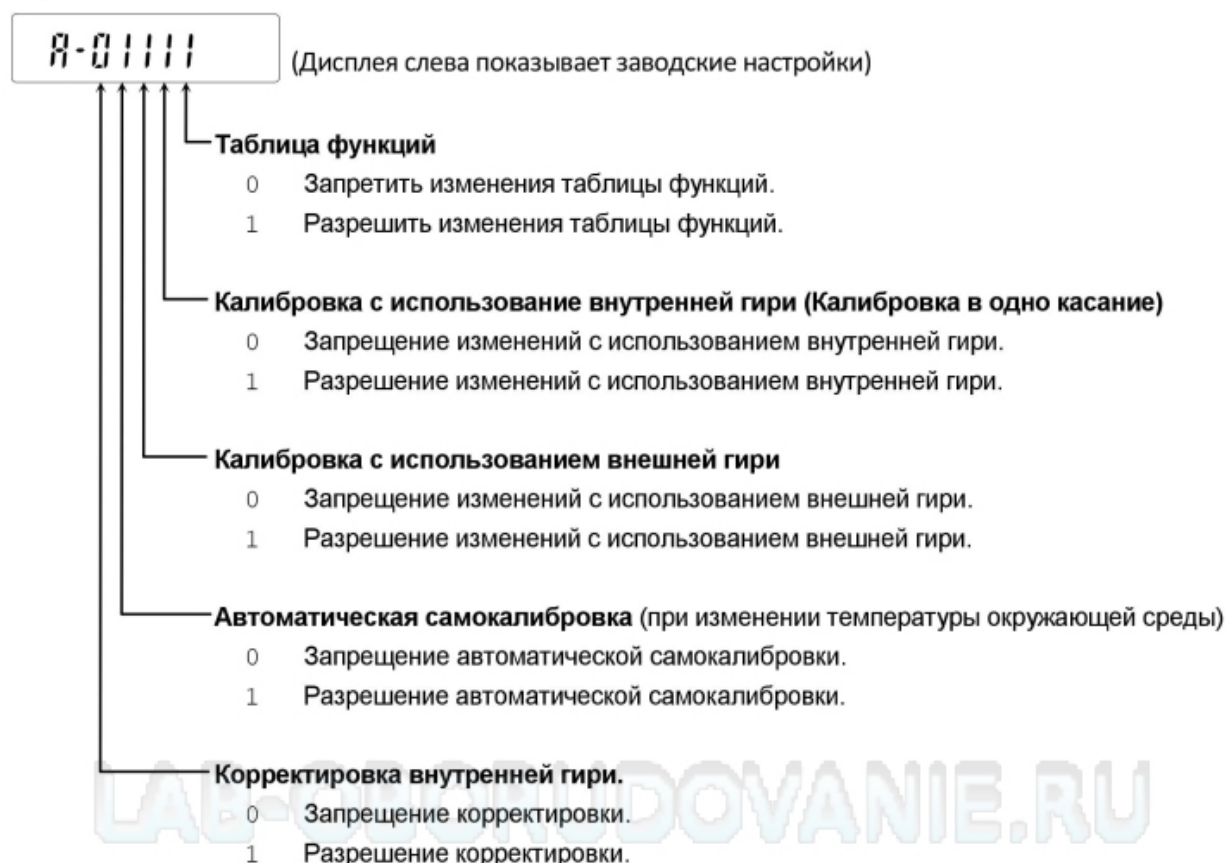 A-01111
(Дисплея слева показывает заводские настройки)
Таблица функций
0 Запретить изменения таблицы функций.
1 Разрешить изменения таблицы функций.
Калибровка с использование внутренней гири (Калибровка в одно касание)
0 Запрещение изменений с использованием внутренней гири.
1 Разрешение изменений с использованием внутренней гири.
Калибровка с использованием внешней гири
0 Запрещение изменений с использованием внешней гири.
1 Разрешение изменений с использованием внешней гири.
Автоматическая самокалибровка (при изменении температуры окружающей среды)
0 Запрещение автоматической самокалибровки.
1 Разрешение автоматической самокалибровки.
Корректировка внутренней гири.
0 Запрещение корректировки.
1 Разрешение корректировки.
LAB-OBORUDOVANIE.RU